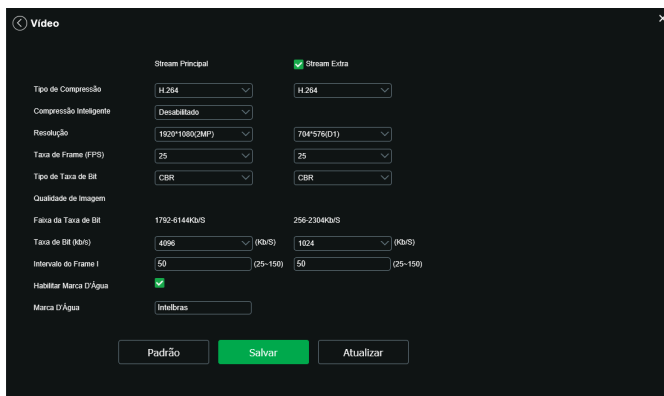 Vídeo
Stream Principal Stream Extra
Tipo de Compressão H.264 H.264
Compressão Inteligente Desabilitado
Resolução 1920*1080(2MP) 704*576(D1)
Taxa de Frame (FPS) 25 25
Tipo de Taxa de Bit CBR CBR
Qualidade de Imagem
Faixa da Taxa de Bit 1792-6144Kb/S 256-2304Kb/S
Taxa de Bit (kb/s) 4096 (Kb/S) 1024 (Kb/S)
Intervalo do Frame I 50 (25~150) 50 (25~150)
Habilitar Marca D'Água
Marca D'Água Intelbras
Padrão Salvar Atualizar